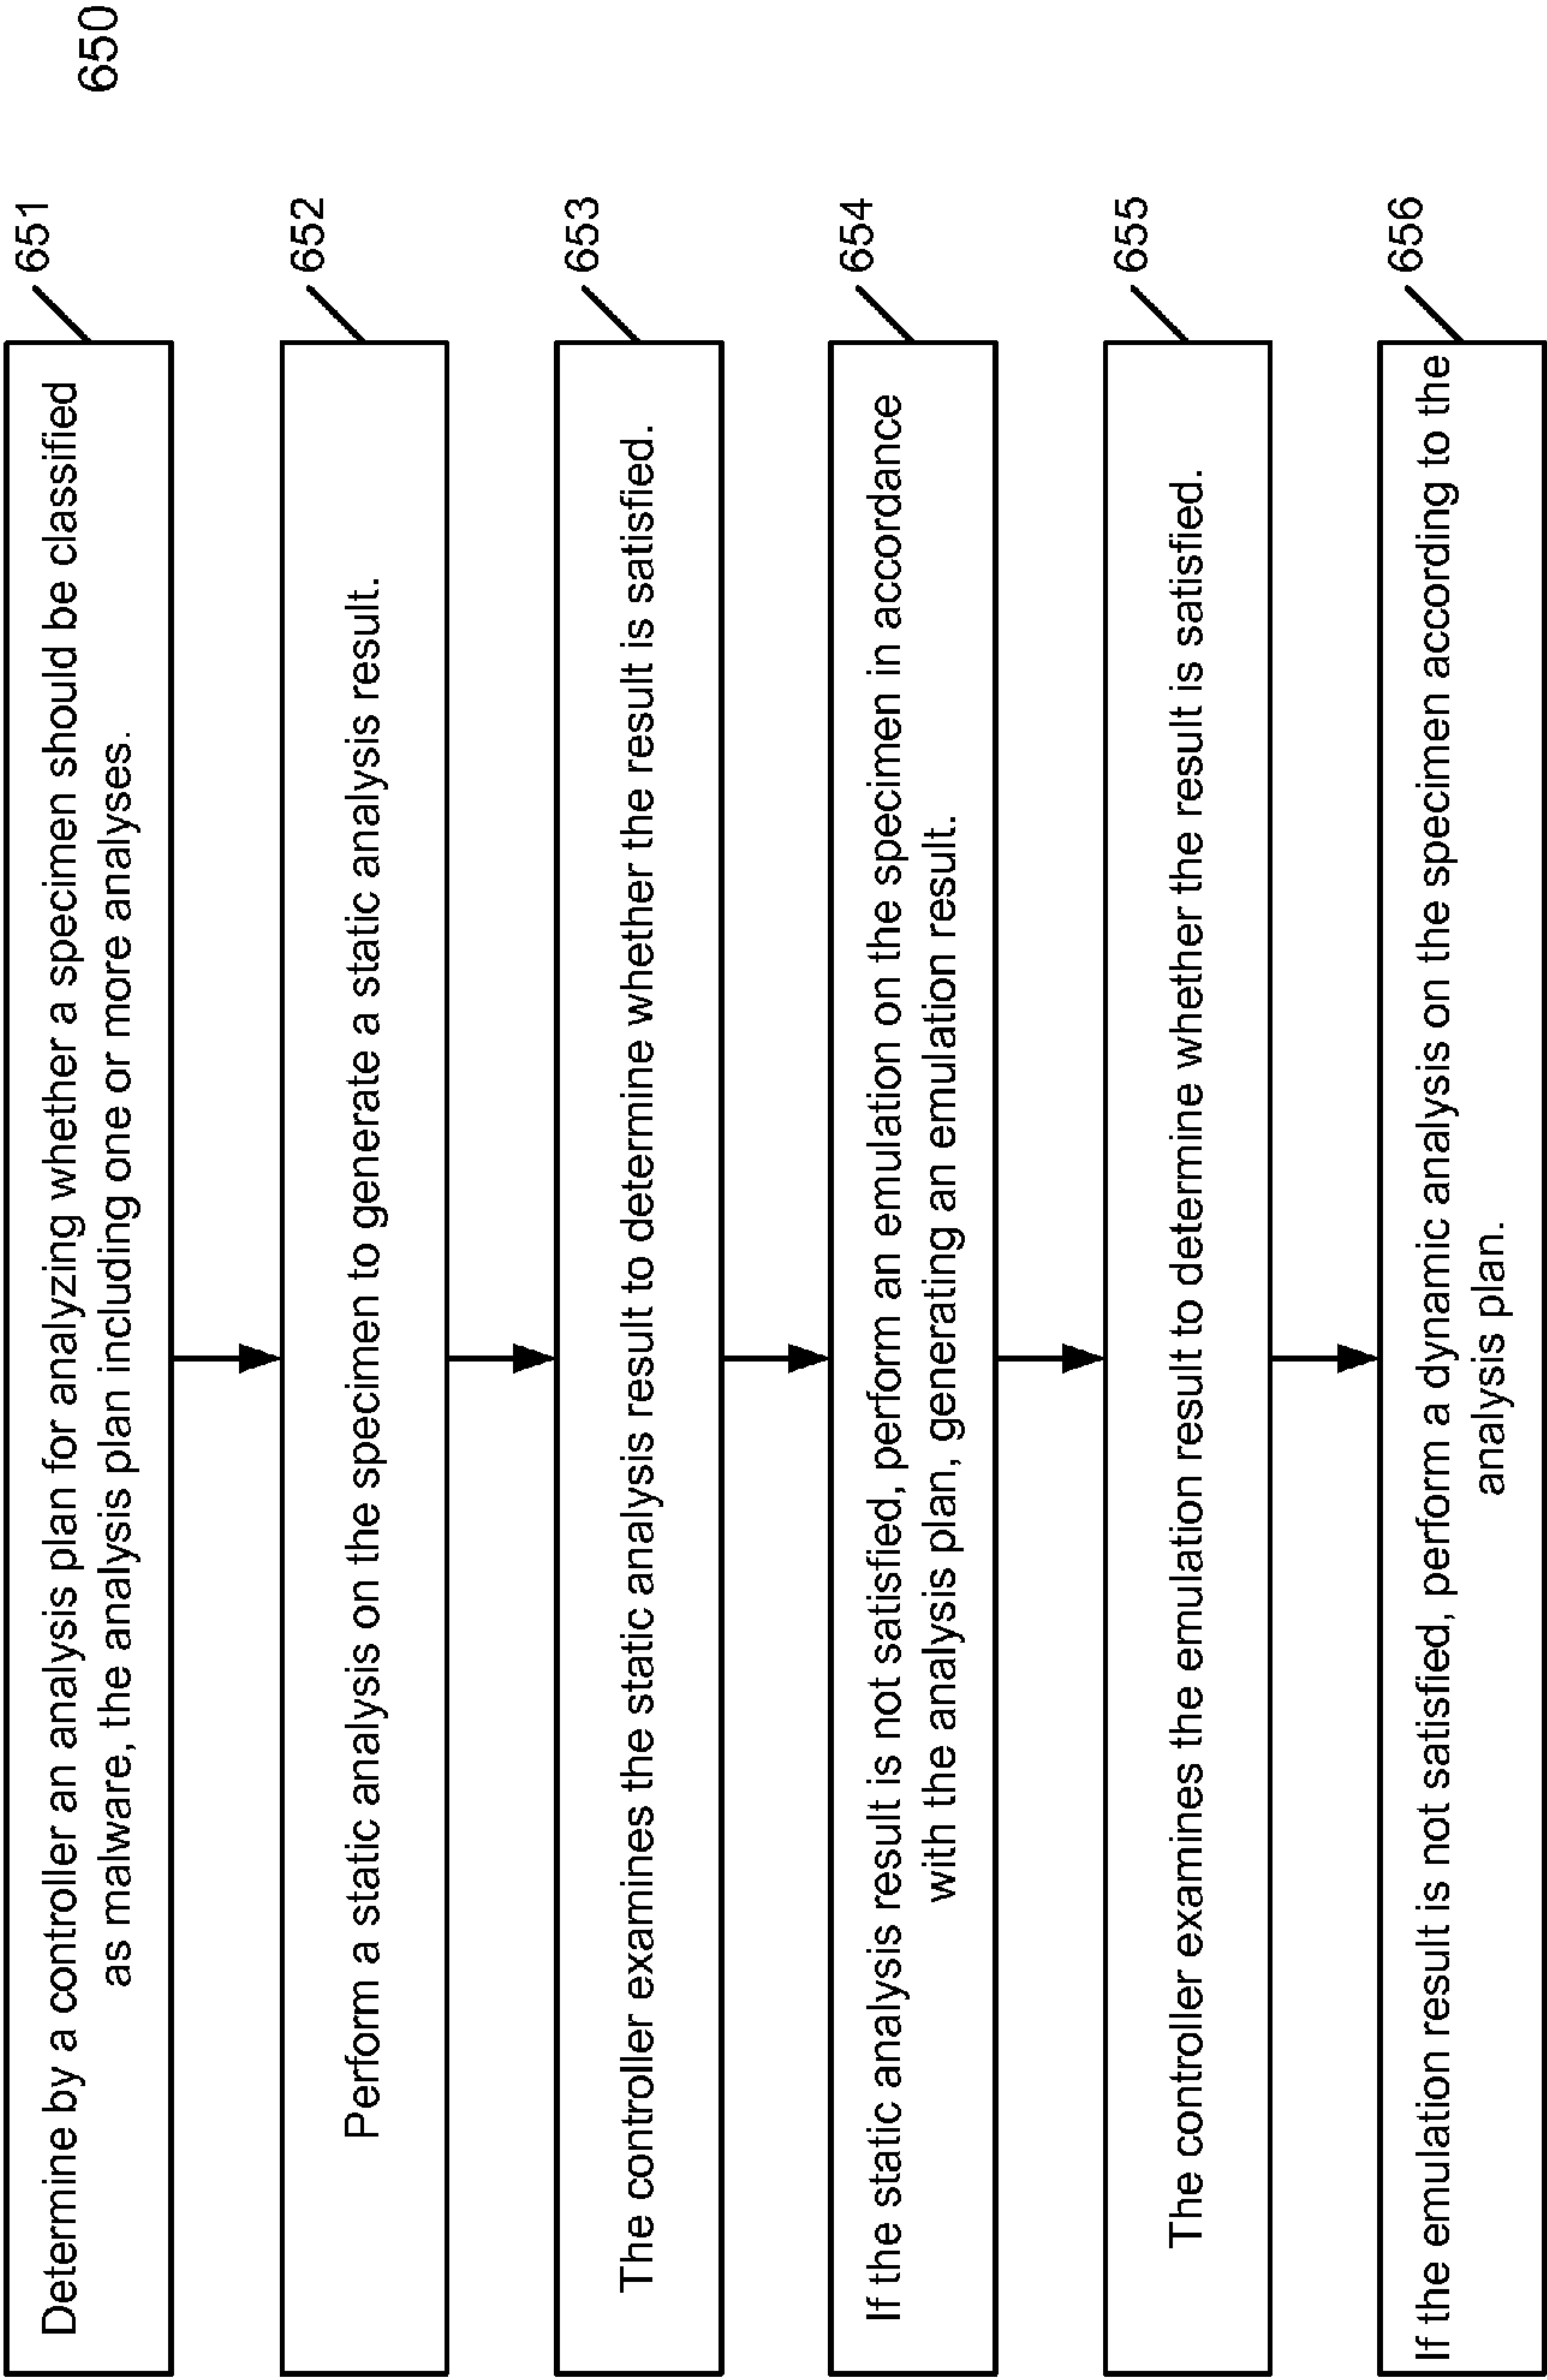 650
651
Determine by a controller an analysis plan for analyzing whether a specimen should be classified
as malware, the analysis plan including one or more analyses.
652
Perform a static analysis on the specimen to generate a static analysis result.
653
The controller examines the static analysis result to determine whether the result is satisfied.
654
If the static analysis result is not satisfied, perform an emulation on the specimen in accordance
with the analysis plan, generating an emulation result.
655
The controller examines the emulation result to determine whether the result is satisfied.
656
If the emulation result is not satisfied, perform a dynamic analysis on the specimen according to the
analysis plan.